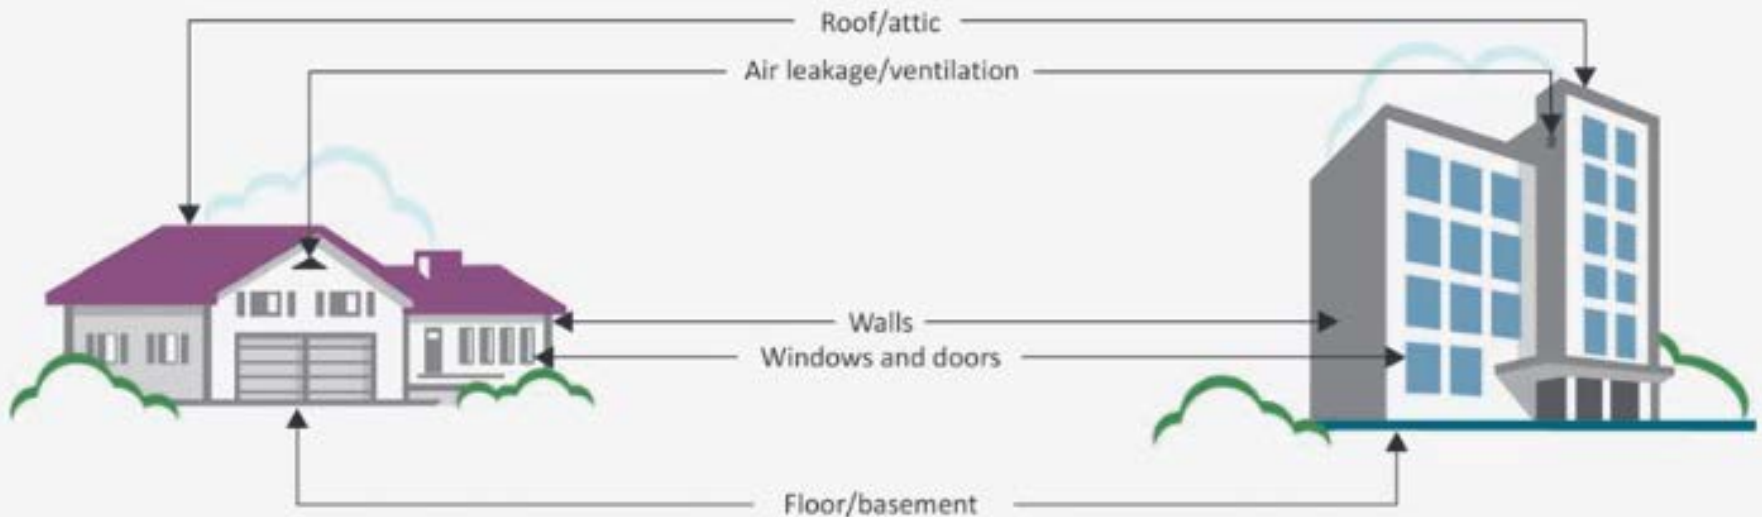 Roof/attic
Air leakage/ventilation
Walls
Windows and doors
Floor/basement